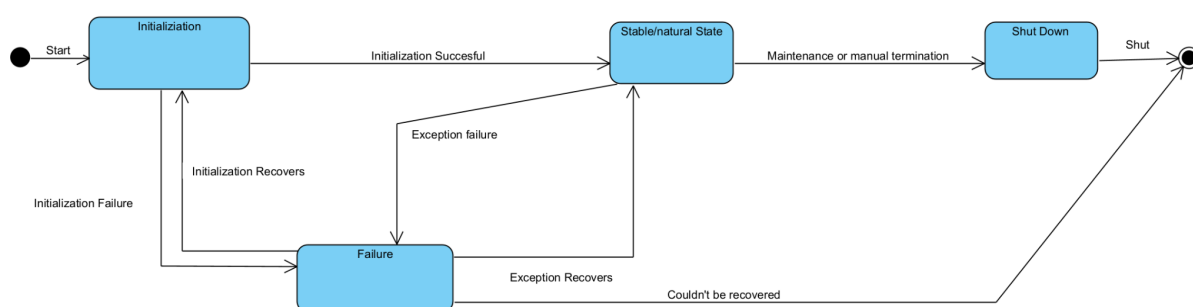 Initializiation
Stable/natural State
Shut Down
Start
Initialization Succesful
Maintenance or manual termination
Shut
Exception failure
Initialization Recovers
Initialization Failure
Failure
Exception Recovers
Couldn't be recovered